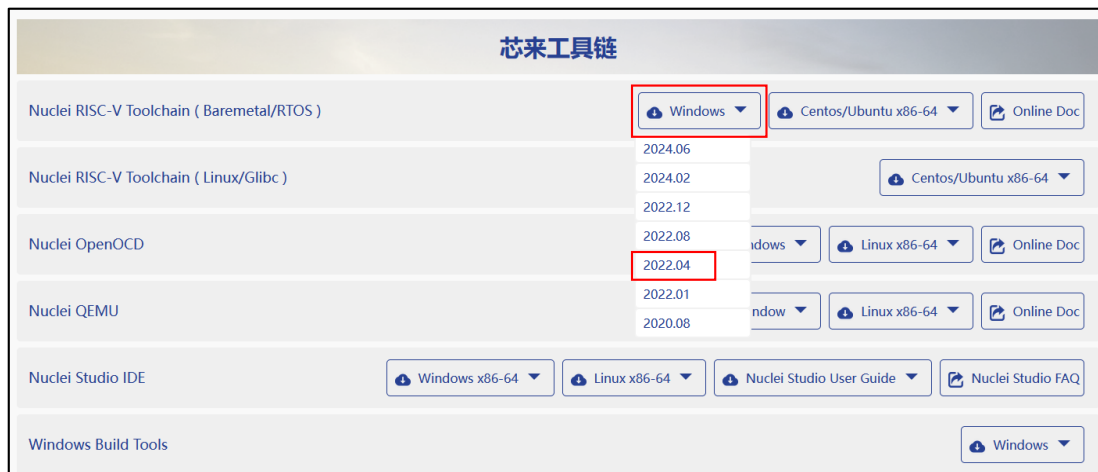 芯来工具链
Nuclei RISC-V Toolchain ( Baremetal/RTOS )
Windows
Centos/Ubuntu x86-64
Online Doc
2024.06
2024.02
2022.12
2022.08
2022.04
2022.01
2020.08
Nuclei RISC-V Toolchain ( Linux/Glibc )
Centos/Ubuntu x86-64
Nuclei OpenOCD
ndows
Linux x86-64
Online Doc
Nuclei QEMU
ndow
Linux x86-64
Online Doc
Nuclei Studio IDE
Windows x86-64
Linux x86-64
Nuclei Studio User Guide
Nuclei Studio FAQ
Windows Build Tools
Windows